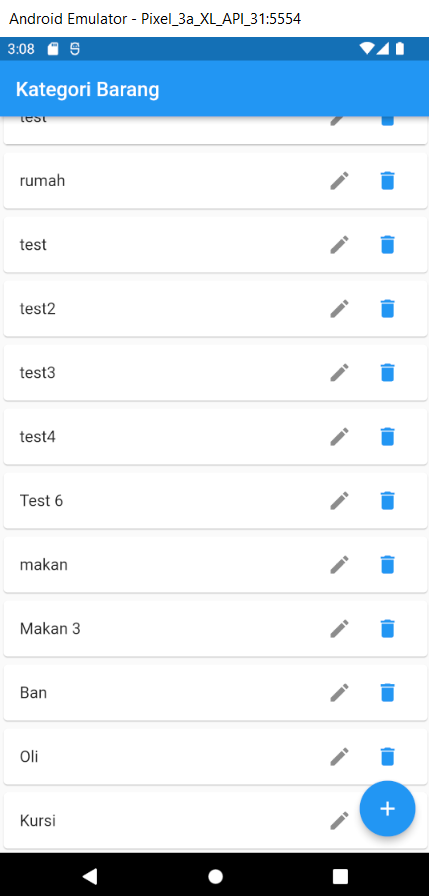 Android Emulator - Pixel_3a_XL_API_31:5554
3:08
Kategori Barang
test
rumah
test
test2
test3
test4
Test 6
makan
Makan 3
Ban
Oli
Kursi